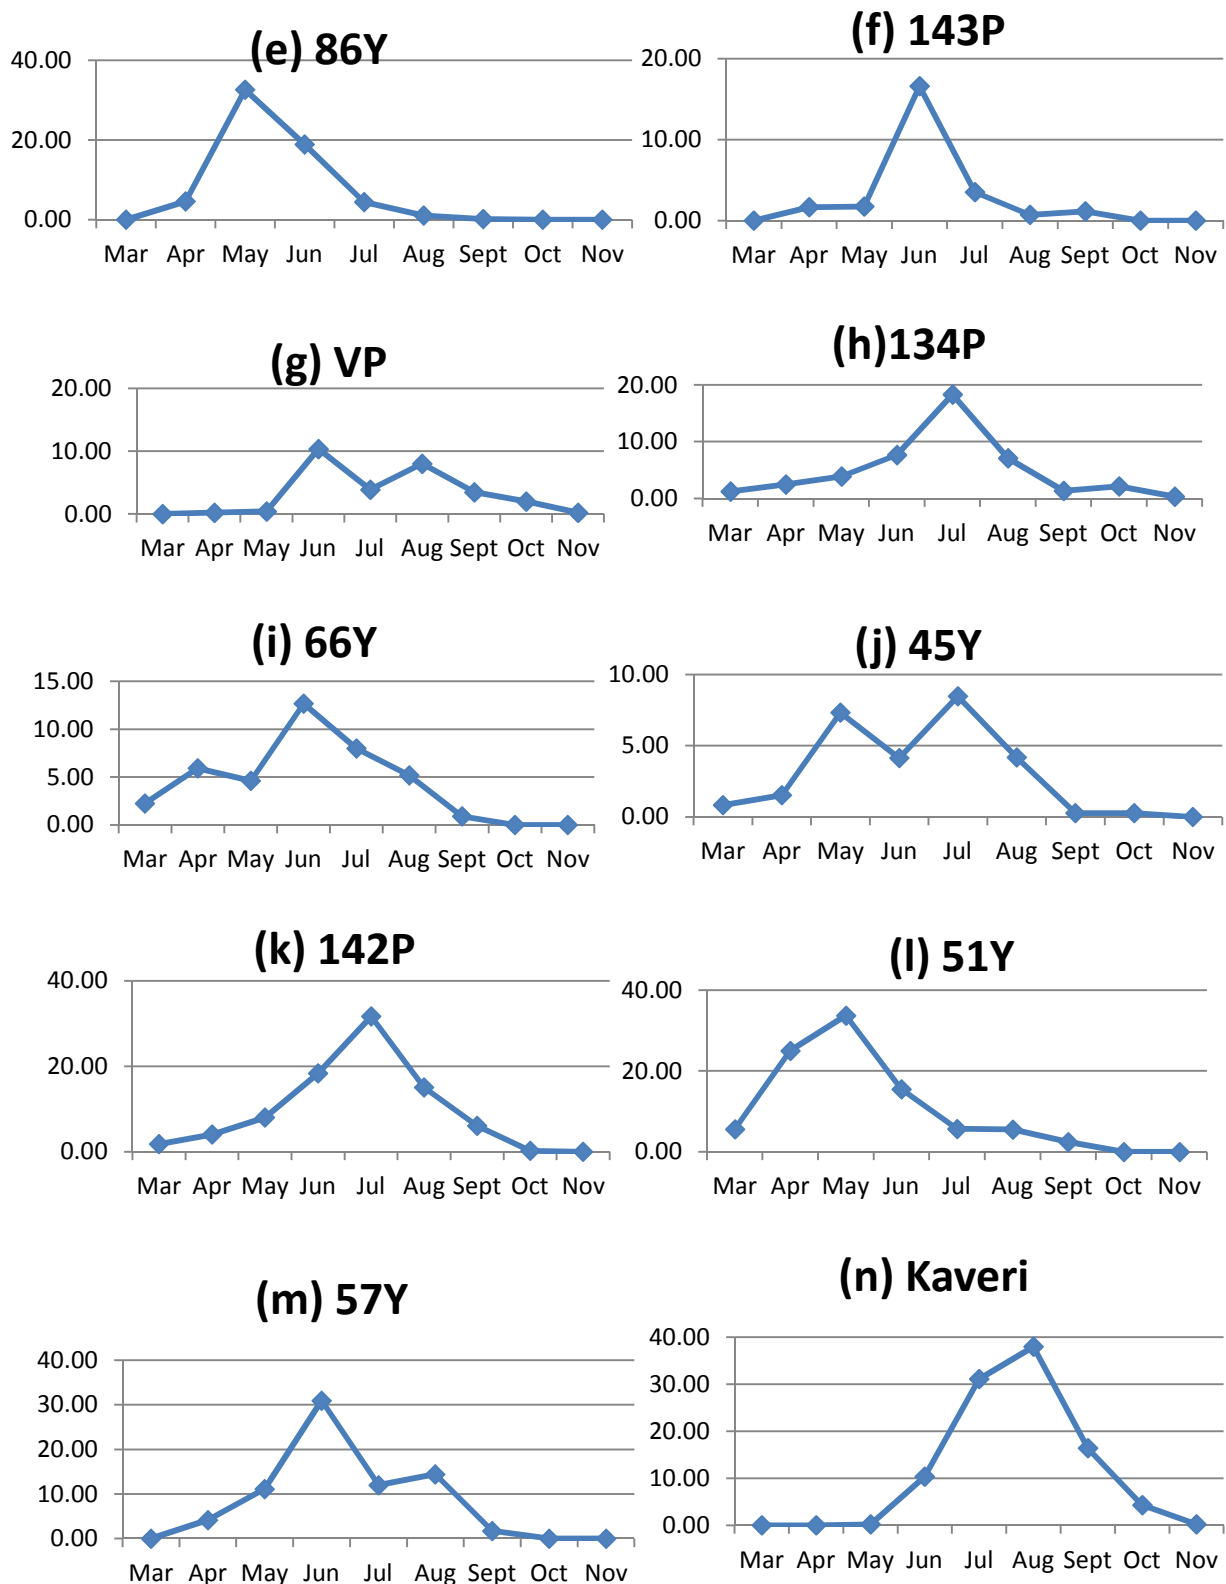 (e) 86Y
40.00
20.00
0.00
Mar Apr May Jun Jul Aug Sept Oct Nov
(f) 143P
20.00
10.00
0.00
Mar Apr May Jun Jul Aug Sept Oct Nov
(g) VP
20.00
10.00
0.00
Mar Apr May Jun Jul Aug Sept Oct Nov
(h)134P
20.00
10.00
0.00
Mar Apr May Jun Jul Aug Sept Oct Nov
(i) 66Y
15.00
10.00
5.00
0.00
Mar Apr May Jun Jul Aug Sept Oct Nov
(j) 45Y
10.00
5.00
0.00
Mar Apr May Jun Jul Aug Sept Oct Nov
(k) 142P
40.00
20.00
0.00
Mar Apr May Jun Jul Aug Sept Oct Nov
(l) 51Y
40.00
20.00
0.00
Mar Apr May Jun Jul Aug Sept Oct Nov
(m) 57Y
40.00
30.00
20.00
10.00
0.00
Mar Apr May Jun Jul Aug Sept Oct Nov
(n) Kaveri
40.00
30.00
20.00
10.00
0.00
Mar Apr May Jun Jul Aug Sept Oct Nov